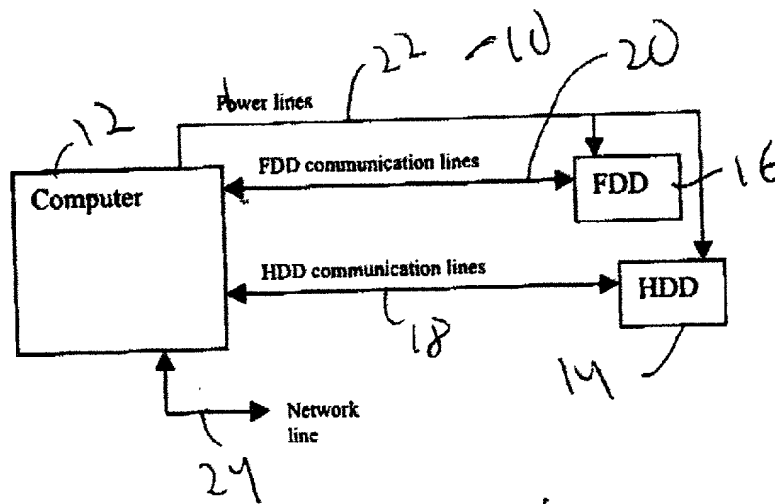 22 10 20
Power lines
12
FDD communication lines
Computer
FDD
16
HDD communication lines
HDD
18
14
Network
line
24